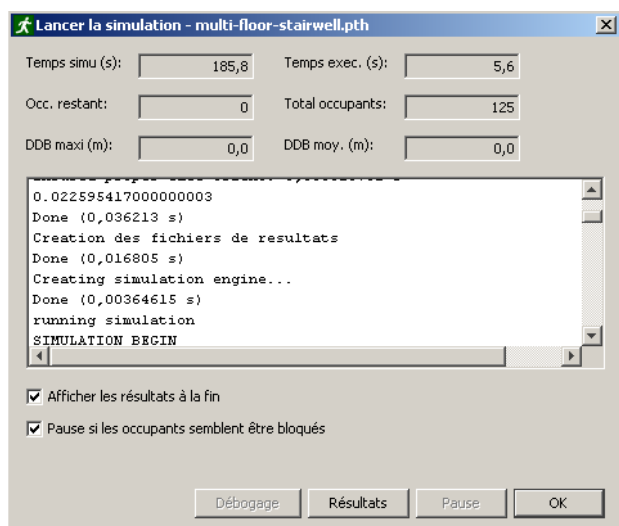 Lancer la simulation - multi-floor-stairwell.pth
Temps simu (s): 185,8 Temps exec. (s): 5,6
Occ. restant: 0 Total occupants: 125
DDB maxi (m): 0,0 DDB moy. (m): 0,0
0.022595417000000003
Done (0,036213 s)
Creation des fichiers de resultats
Done (0,016805 s)
Creating simulation engine...
Done (0,00364615 s)
running simulation
SIMULATION BEGIN
Afficher les résultats à la fin
Pause si les occupants semblent être bloqués
Débogage Résultats Pause OK